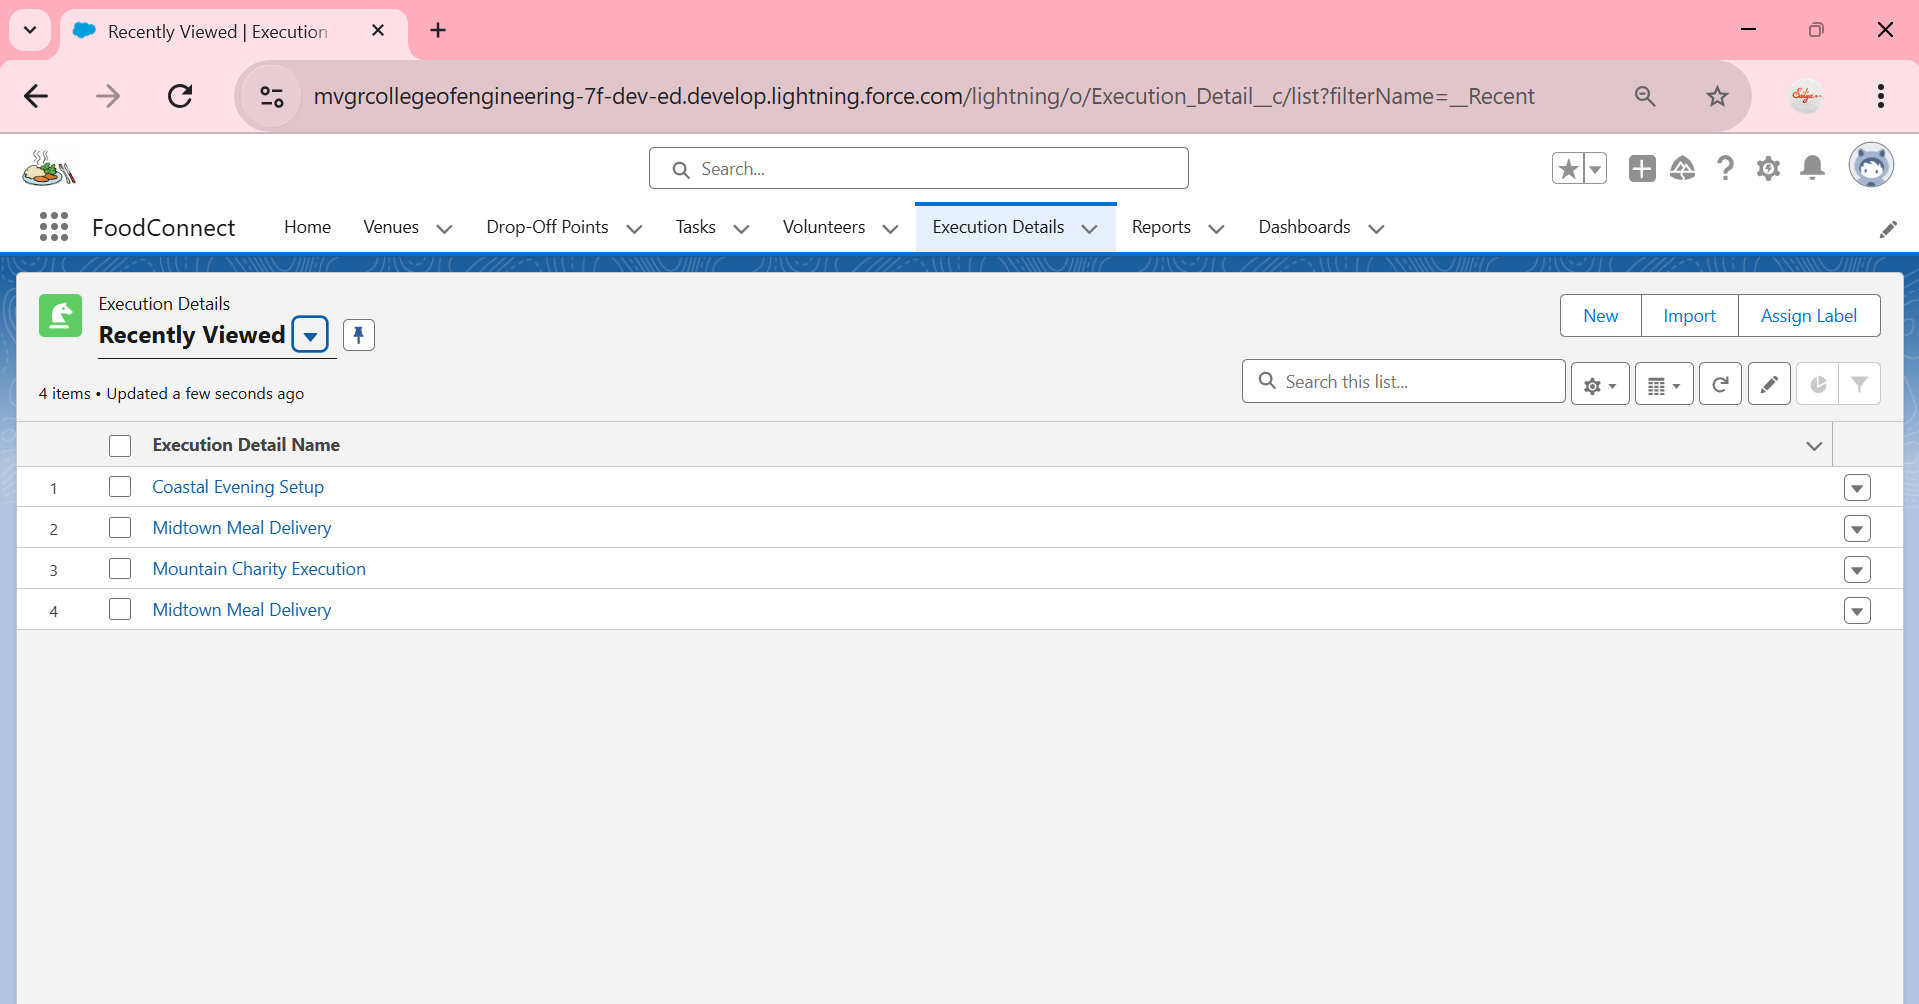 Recently Viewed | Execution
mvgrcollegeofengineering-7f-dev-ed.develop.lightning.force.com/lightning/o/Execution_Detail__c/list?filterName=__Recent
Search...
FoodConnect Home Venues Drop-Off Points Tasks Volunteers Execution Details Reports Dashboards
Execution Details
Recently Viewed
New Import Assign Label
4 items • Updated a few seconds ago
Search this list...
Execution Detail Name
1 Coastal Evening Setup
2 Midtown Meal Delivery
3 Mountain Charity Execution
4 Midtown Meal Delivery